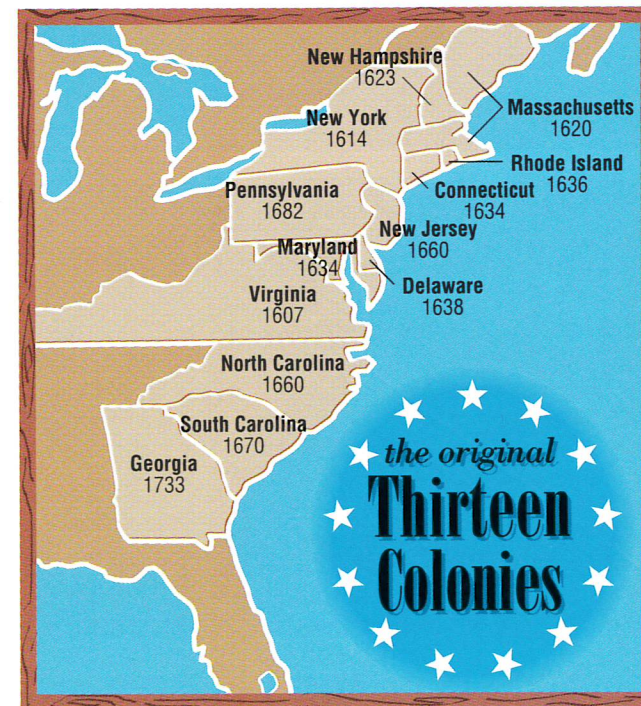 New Hampshire
1623
New York
1614
Massachusetts
1620
Rhode Island
1636
Pennsylvania
1682
Connecticut
1634
New Jersey
1660
Maryland
1634
Delaware
1638
Virginia
1607
North Carolina
1660
South Carolina
1670
Georgia
1733
the original
Thirteen
Colonies